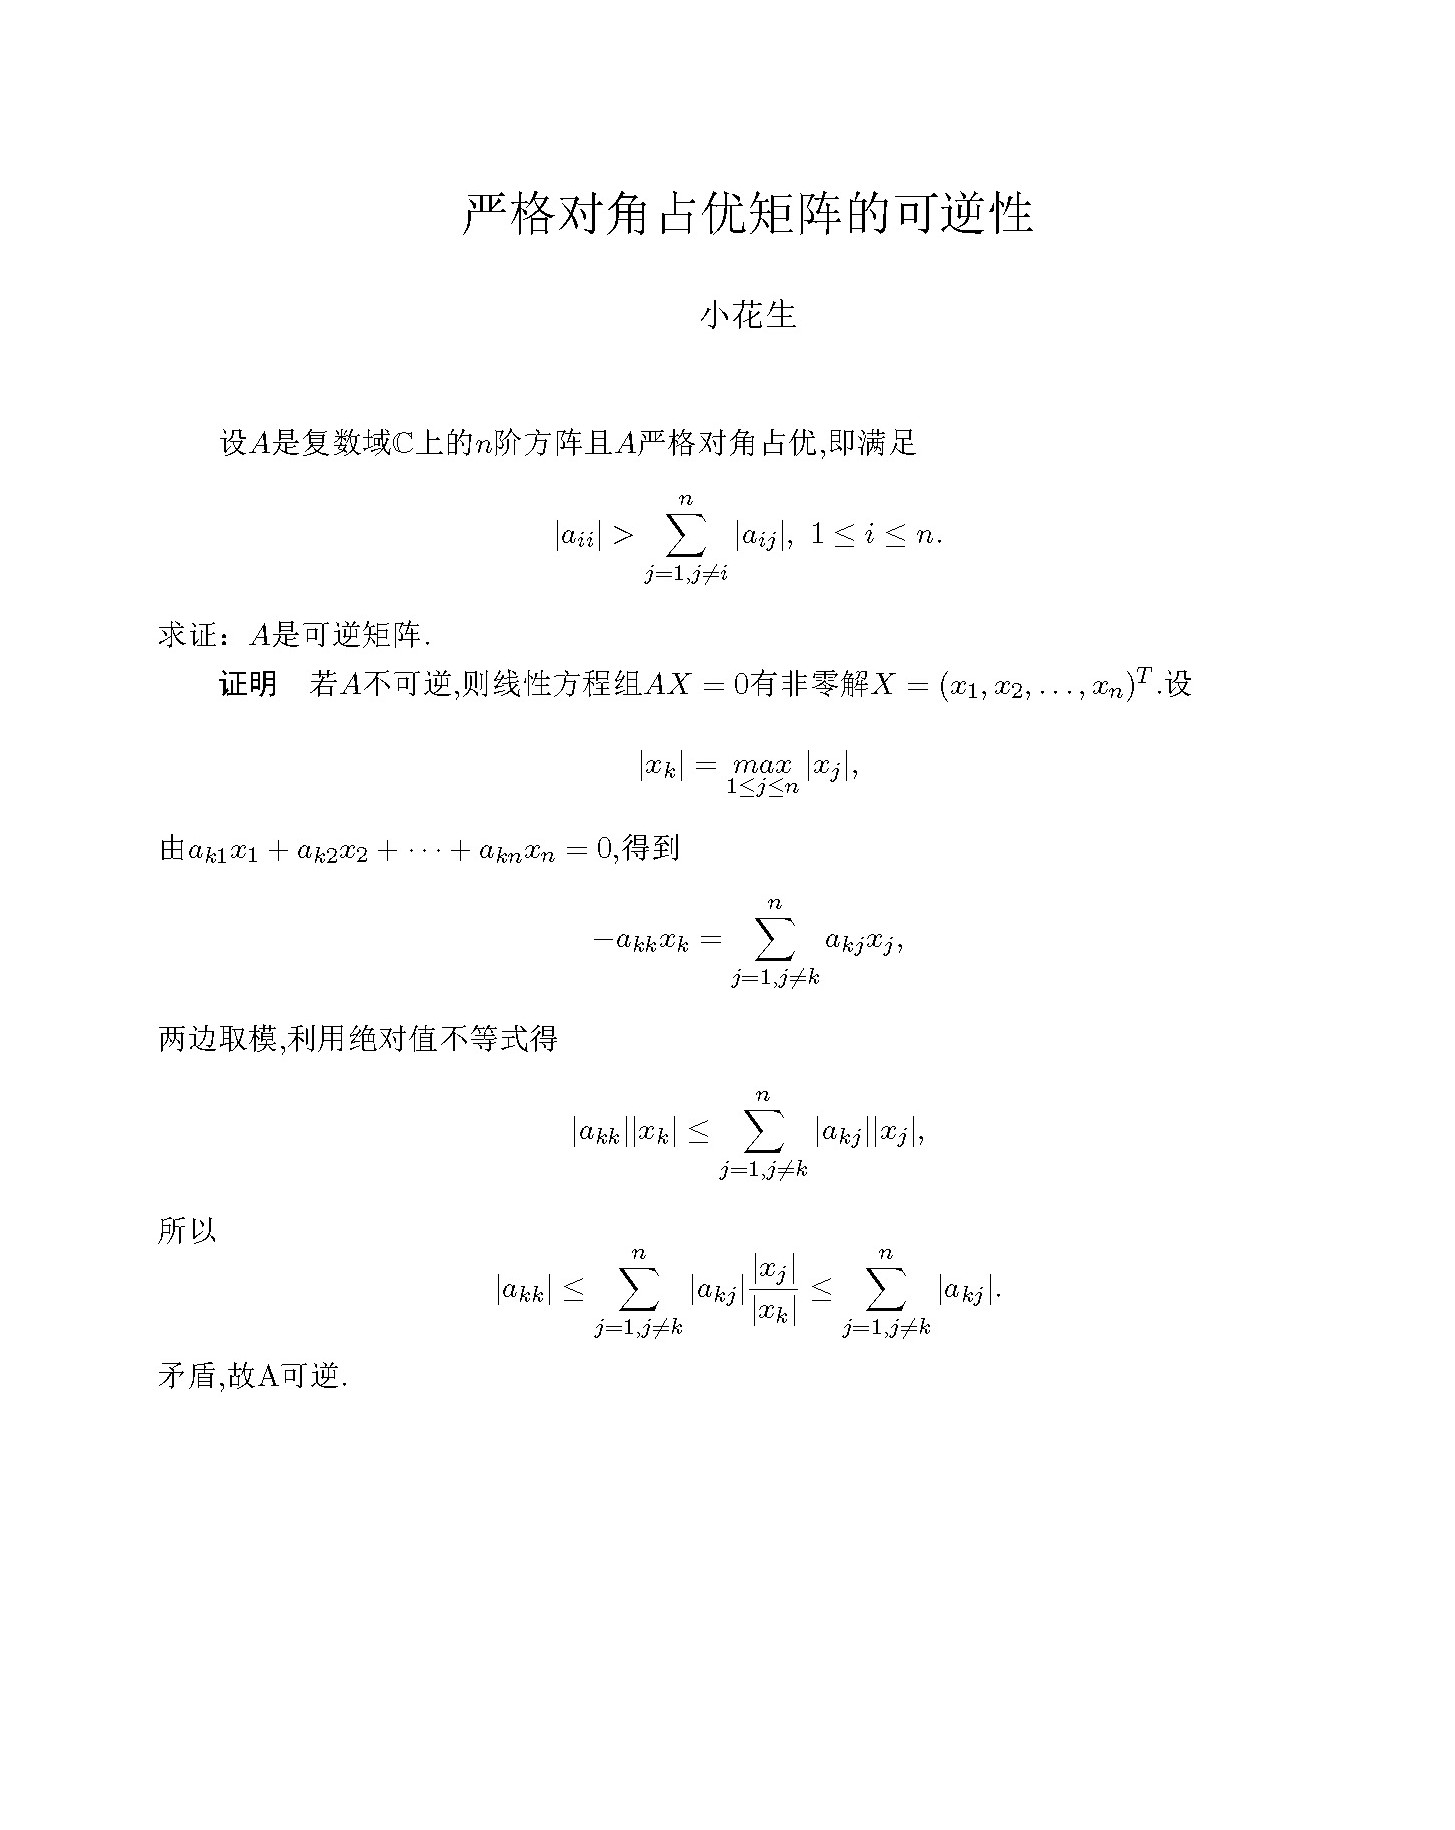 严格对角占优矩阵的可逆性
小花生
设$A$是复数域$\mathbb{C}$上的$n$阶方阵且$A$严格对角占优,即满足
$$|a_{ii}| > \sum_{j=1,j\neq i}^{n} |a_{ij}|,\ 1 \leq i \leq n.$$
求证：$A$是可逆矩阵.
证明　若$A$不可逆,则线性方程组$AX = 0$有非零解$X = (x_1, x_2, \ldots, x_n)^T$.设
$$|x_k| = \underset{1\leq j\leq n}{max} |x_j|,$$
由$a_{k1}x_1 + a_{k2}x_2 + \cdots + a_{kn}x_n = 0$,得到
$$-a_{kk}x_k = \sum_{j=1,j\neq k}^{n} a_{kj}x_j,$$
两边取模,利用绝对值不等式得
$$|a_{kk}||x_k| \leq \sum_{j=1,j\neq k}^{n} |a_{kj}||x_j|,$$
所以
$$|a_{kk}| \leq \sum_{j=1,j\neq k}^{n} |a_{kj}|\frac{|x_j|}{|x_k|} \leq \sum_{j=1,j\neq k}^{n} |a_{kj}|.$$
矛盾,故A可逆.